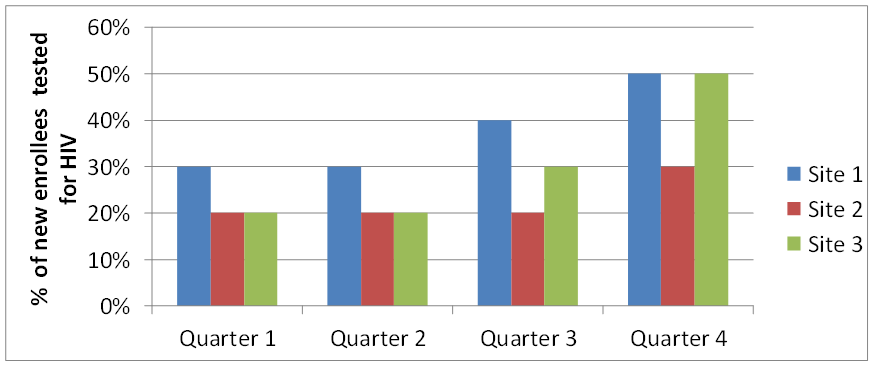 60%
50%
40%
30%
20%
10%
0%
% of new enrollees tested
for HIV
Quarter 1
Quarter 2
Quarter 3
Quarter 4
Site 1
Site 2
Site 3